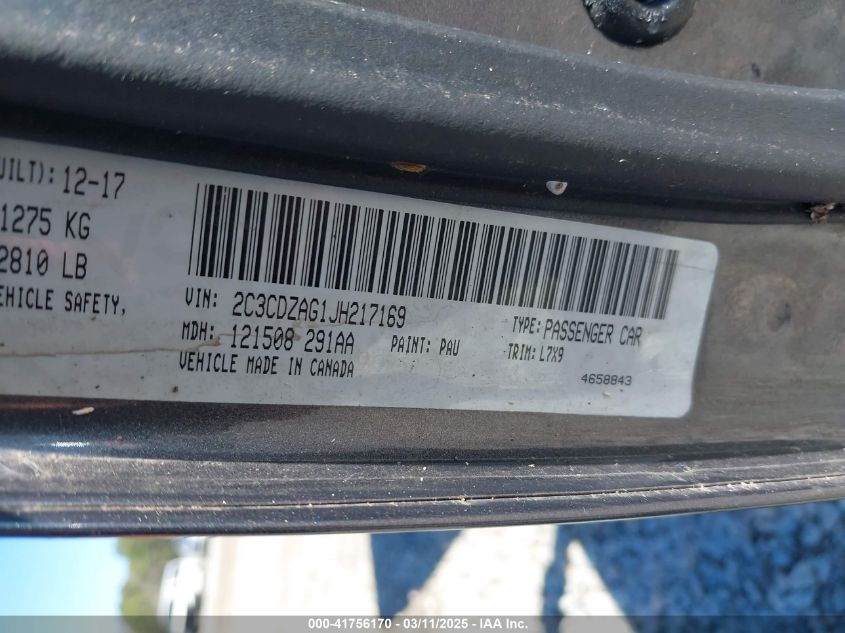 UILT): 12-17
1275 KG
2810 LB
EHICLE SAFETY,
VIN: 2C3CDZAG1JH217169
TYPE: PASSENGER CAR
MDH: 121508 291AA
PAINT: PAU
TRIM: L7X9
VEHICLE MADE IN CANADA
4658843
000-41756170 - 03/11/2025 - IAA Inc.